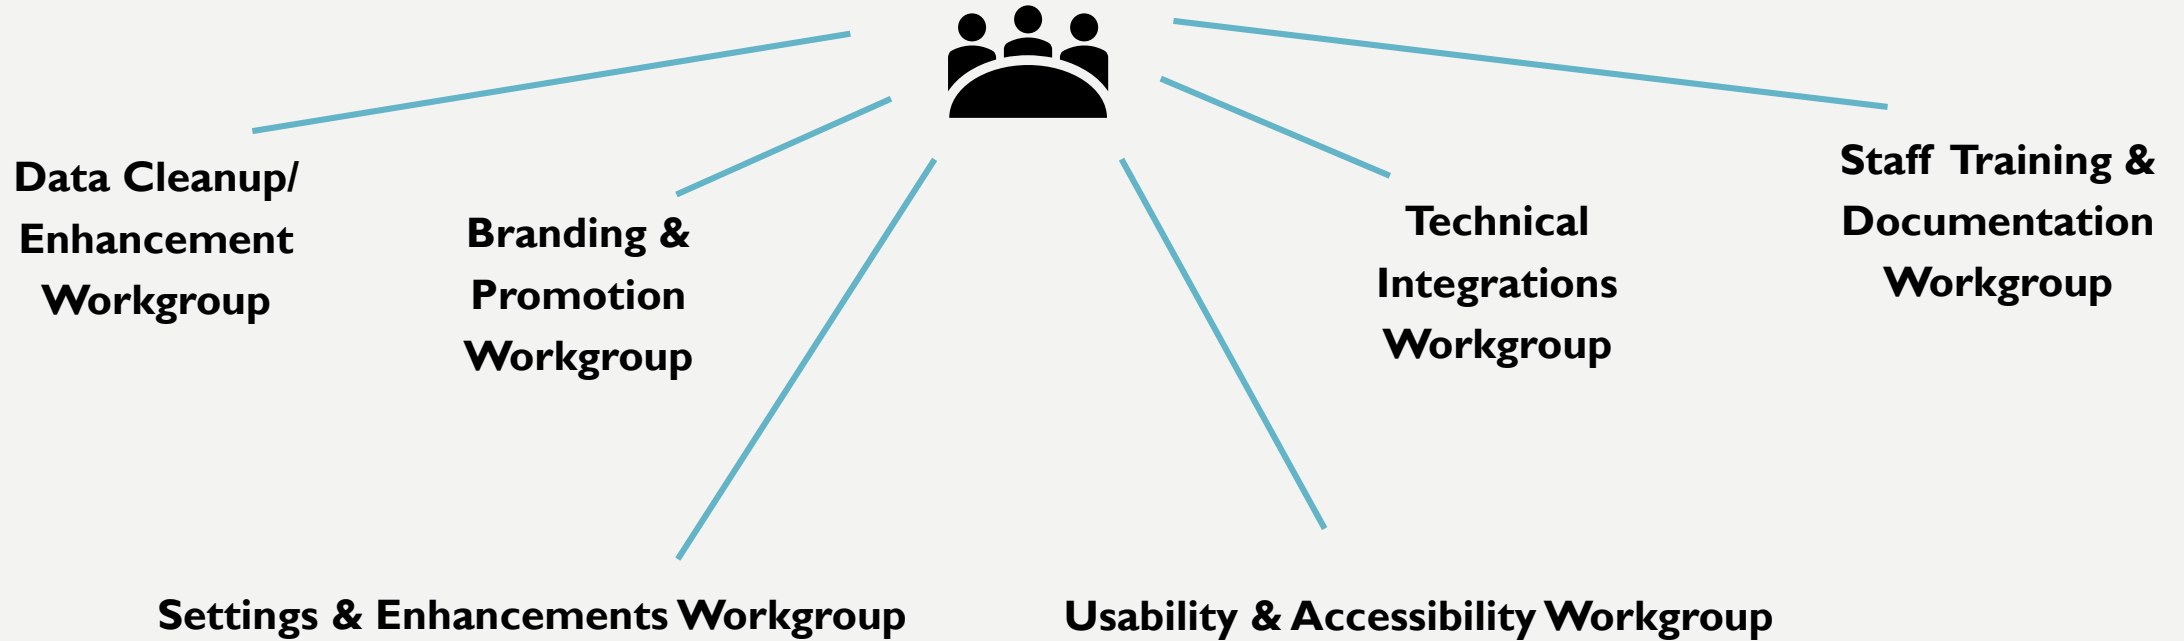 Data Cleanup/
Enhancement
Workgroup
Branding &
Promotion
Workgroup
Technical
Integrations
Workgroup
Staff Training &
Documentation
Workgroup
Settings & Enhancements Workgroup
Usability & Accessibility Workgroup